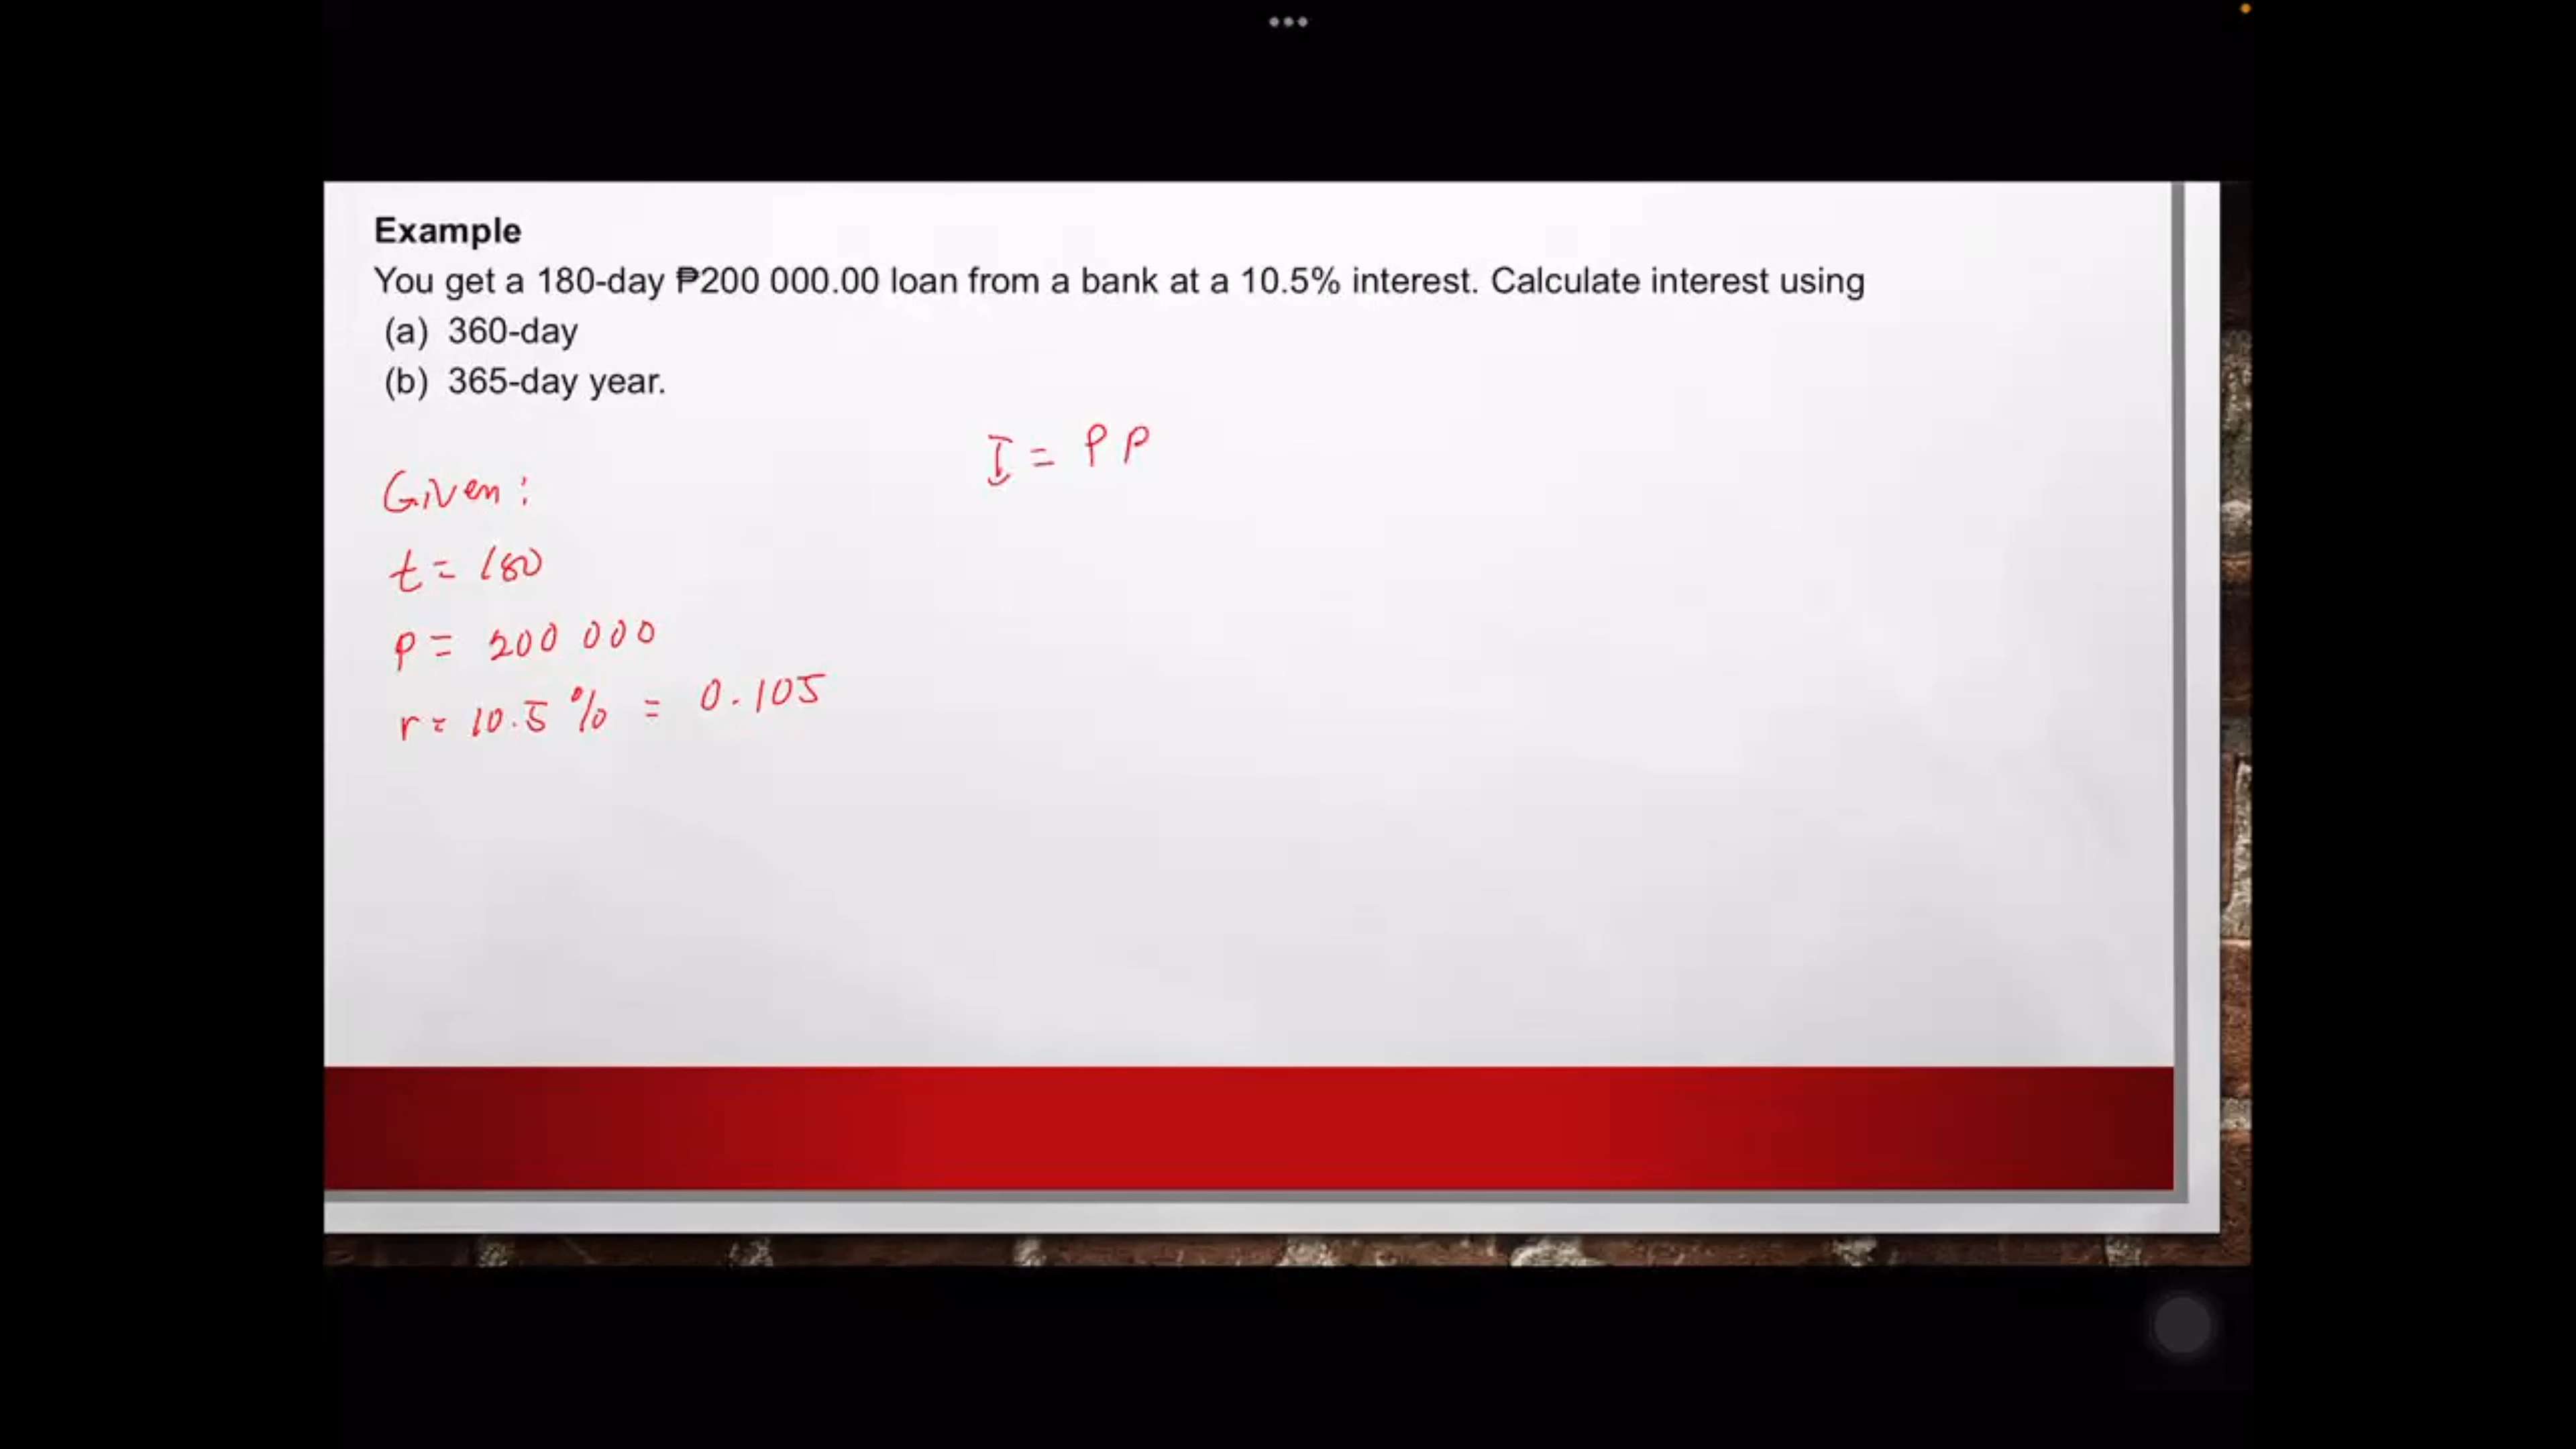 Example
You get a 180-day ₱200 000.00 loan from a bank at a 10.5% interest. Calculate interest using
(a) 360-day
(b) 365-day year.
I = P P
Given :
t = 180
P = 200 000
r = 10.5 % = 0.105